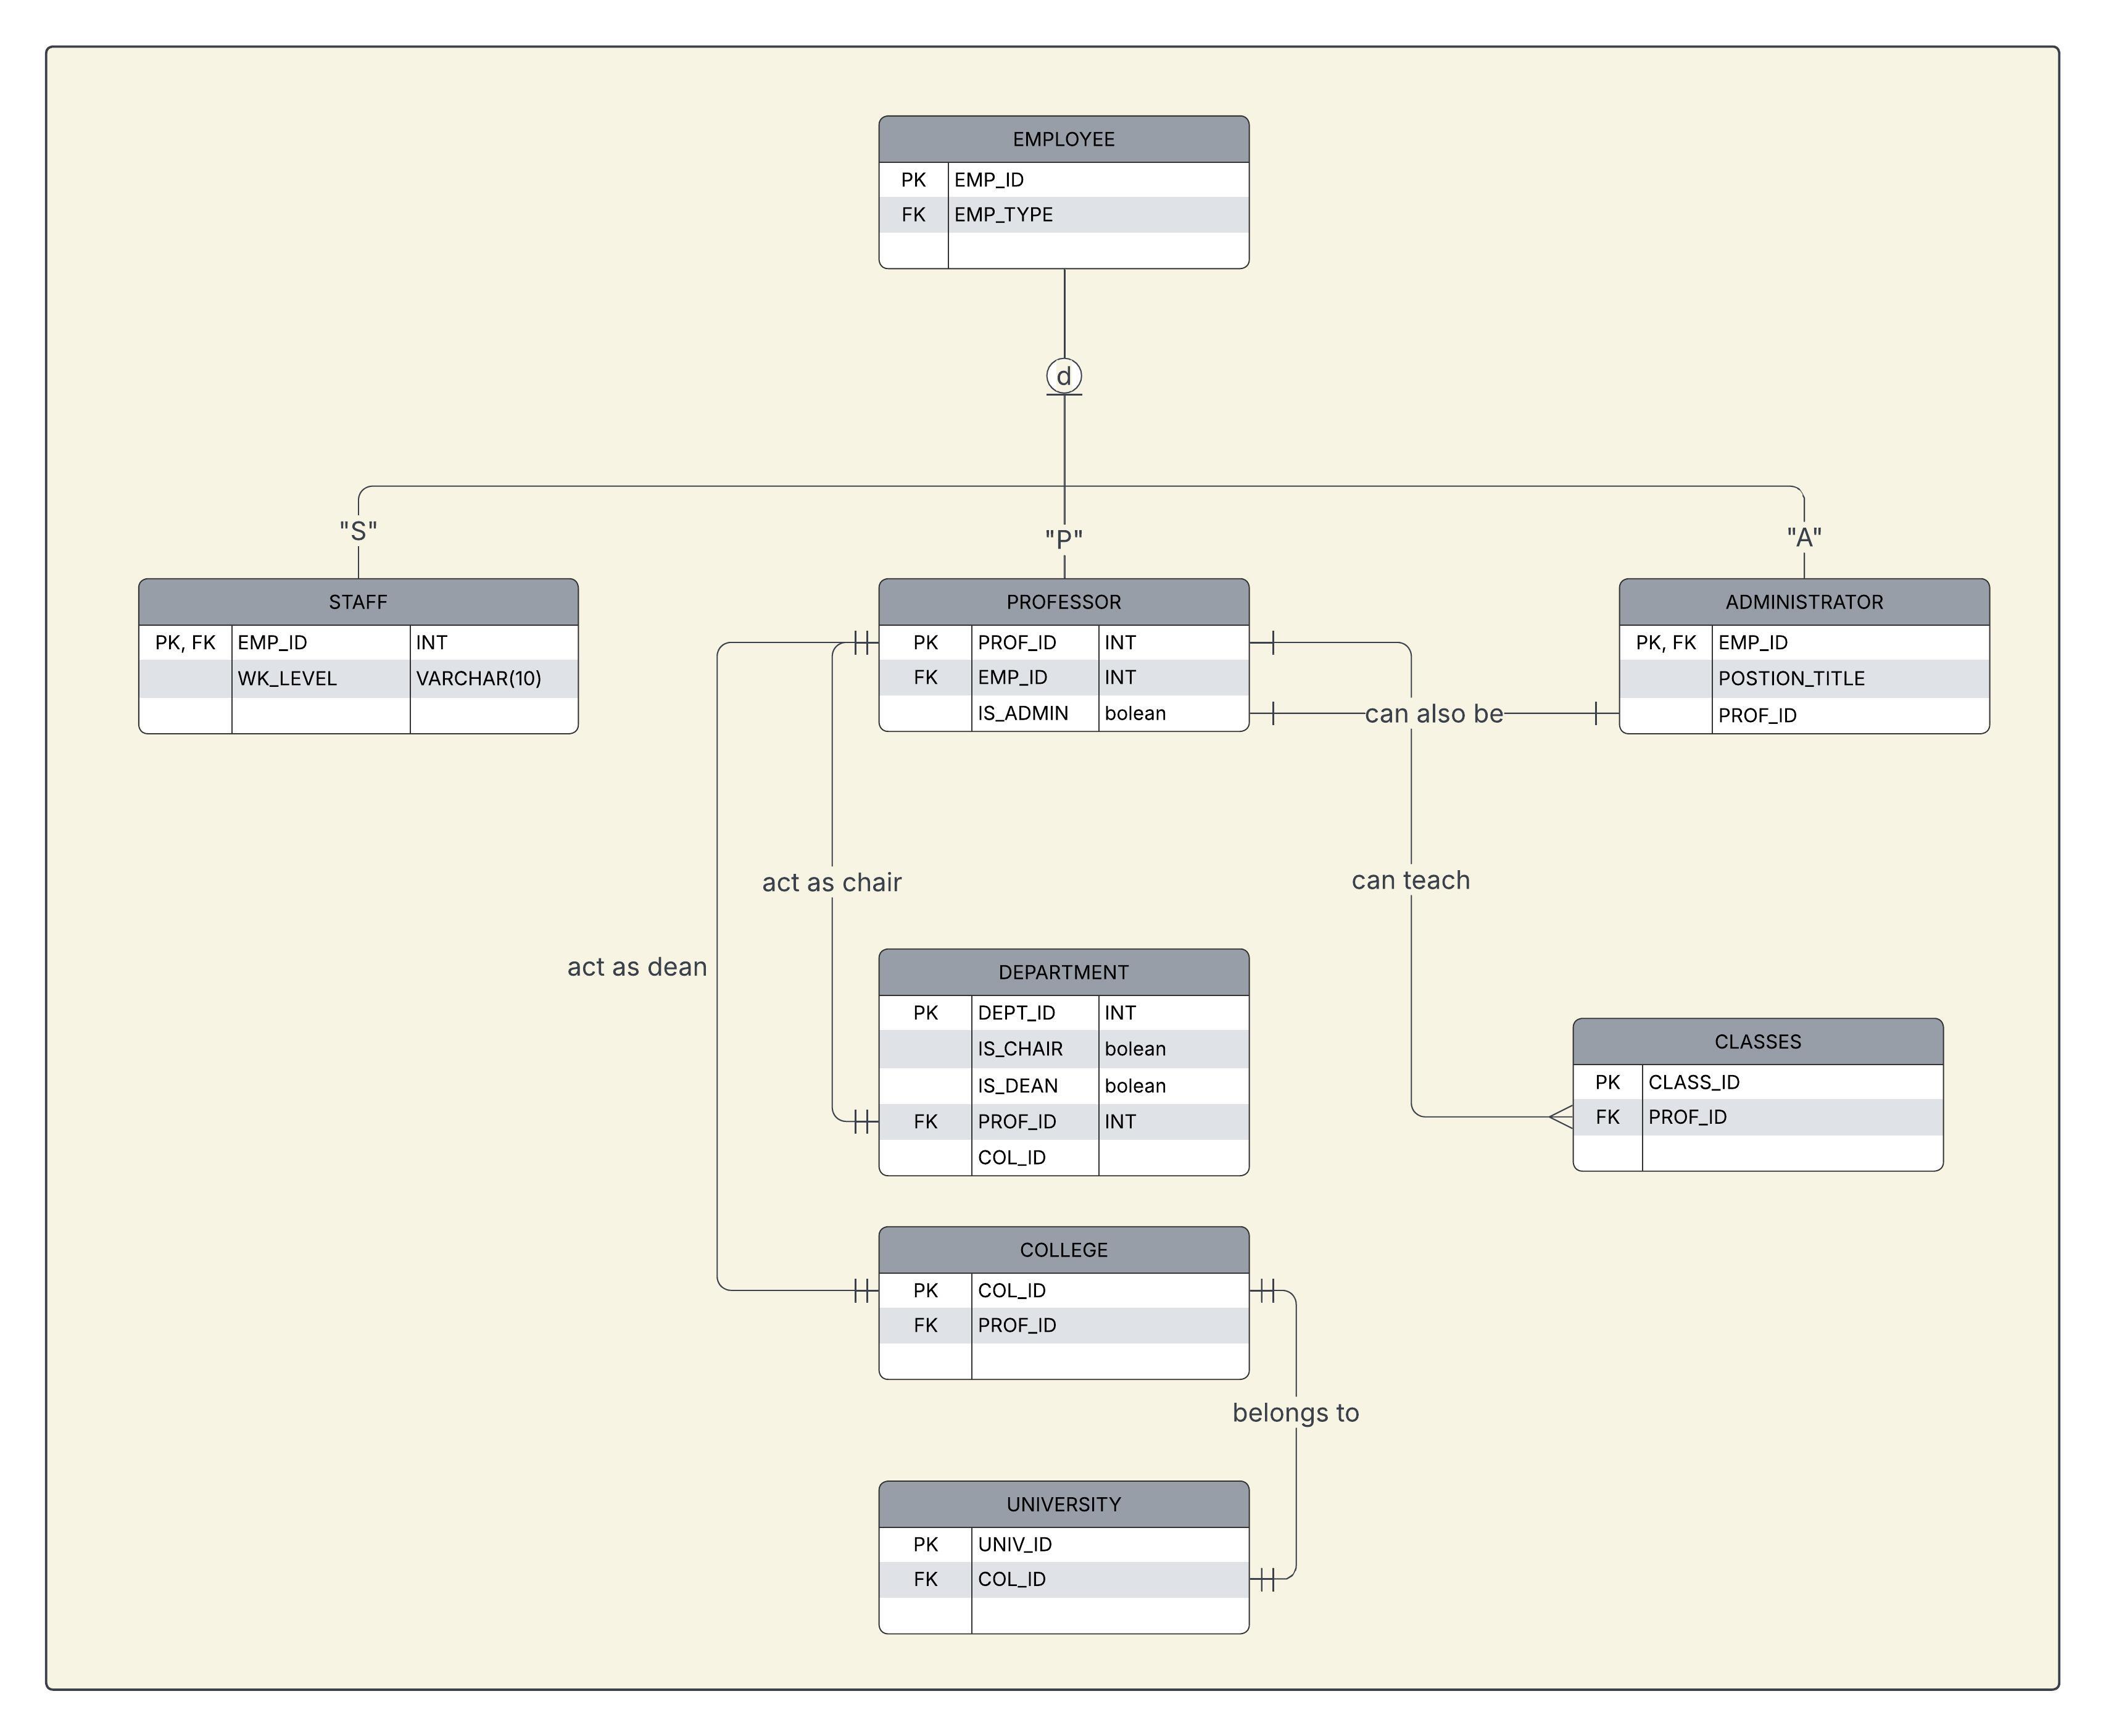 EMPLOYEE
PK EMP_ID
FK EMP_TYPE
d
"S"
"P"
"A"
STAFF
PK, FK EMP_ID INT
WK_LEVEL VARCHAR(10)
PROFESSOR
PK PROF_ID INT
FK EMP_ID INT
IS_ADMIN bolean
ADMINISTRATOR
PK, FK EMP_ID
POSTION_TITLE
PROF_ID
can also be
act as chair
can teach
act as dean
DEPARTMENT
PK DEPT_ID INT
IS_CHAIR bolean
IS_DEAN bolean
FK PROF_ID INT
COL_ID
CLASSES
PK CLASS_ID
FK PROF_ID
COLLEGE
PK COL_ID
FK PROF_ID
belongs to
UNIVERSITY
PK UNIV_ID
FK COL_ID